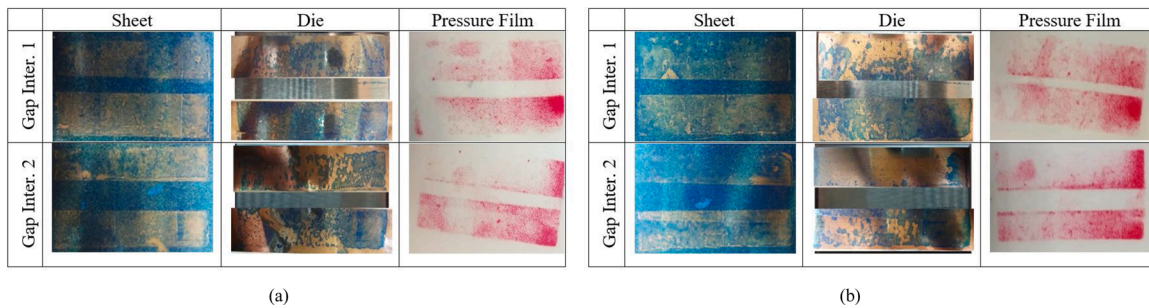 Sheet Die Pressure Film
Gap Inter. 1
Gap Inter. 2
(a)
Sheet Die Pressure Film
Gap Inter. 1
Gap Inter. 2
(b)